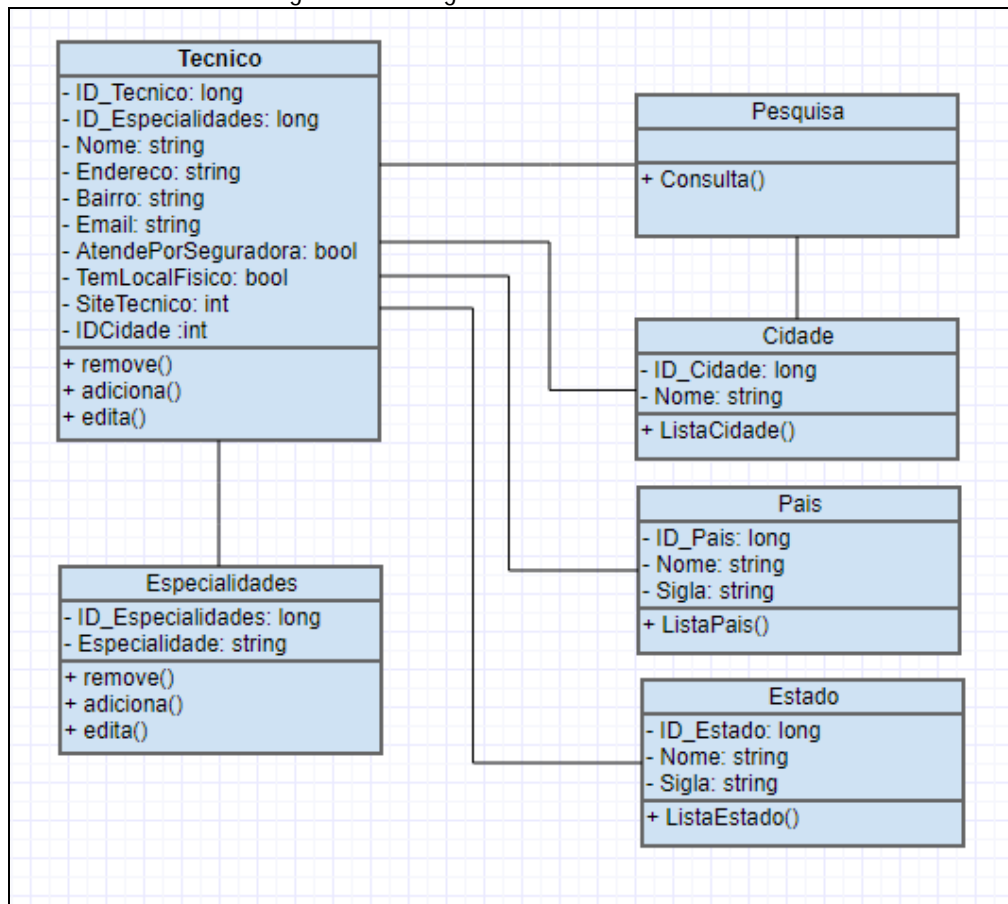 Tecnico
- ID_Tecnico: long
- ID_Especialidades: long
- Nome: string
- Endereco: string
- Bairro: string
- Email: string
- AtendePorSeguradora: bool
- TemLocalFisico: bool
- SiteTecnico: int
- IDCidade :int
+ remove()
+ adiciona()
+ edita()
Especialidades
- ID_Especialidades: long
- Especialidade: string
+ remove()
+ adiciona()
+ edita()
Pesquisa
+ Consulta()
Cidade
- ID_Cidade: long
- Nome: string
+ ListaCidade()
Pais
- ID_Pais: long
- Nome: string
- Sigla: string
+ ListaPais()
Estado
- ID_Estado: long
- Nome: string
- Sigla: string
+ ListaEstado()